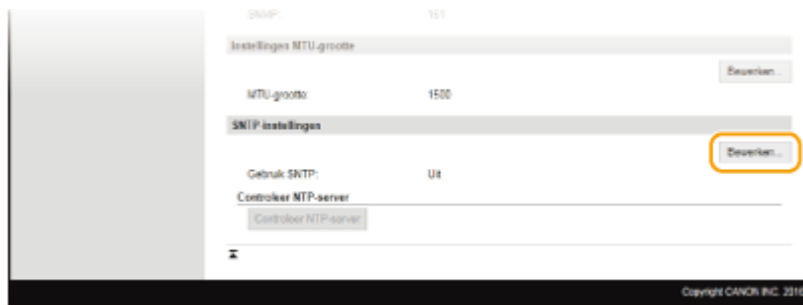 SNMP: 161
Instellingen MTU-grootte
Bewerken...
MTU-grootte: 1500
SNTP-instellingen
Bewerken...
Gebruik SNTP: Uit
Controleer NTP-server
Controleer NTP-server
Copyright CANON INC. 2016